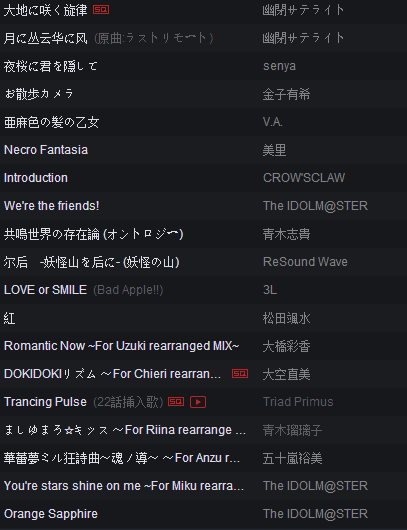 大地に咲く旋律 SQ 幽閉サテライト
月に丛云华に风 (原曲:ラストリモート) 幽閉サテライト
夜桜に君を隠して senya
お散歩カメラ 金子有希
亜麻色の髪の乙女 V.A.
Necro Fantasia 美里
Introduction CROW'SCLAW
We're the friends! The IDOLM@STER
共鳴世界の存在論 (オントロジー) 青木志貴
尔后 -妖怪山を后に- (妖怪の山) ReSound Wave
LOVE or SMILE (Bad Apple!!) 3L
紅 松田颯水
Romantic Now ~For Uzuki rearranged MIX~ 大橋彩香
DOKIDOKIリズム ～For Chieri rearran... SQ 大空直美
Trancing Pulse (22話挿入歌) SQ Triad Primus
ましゅまろ☆キッス ～For Riina rearrange ... 青木瑠璃子
華蕾夢ミル狂詩曲～魂ノ導～ ～For Anzu r... 五十嵐裕美
You're stars shine on me ~For Miku rearra... The IDOLM@STER
Orange Sapphire The IDOLM@STER